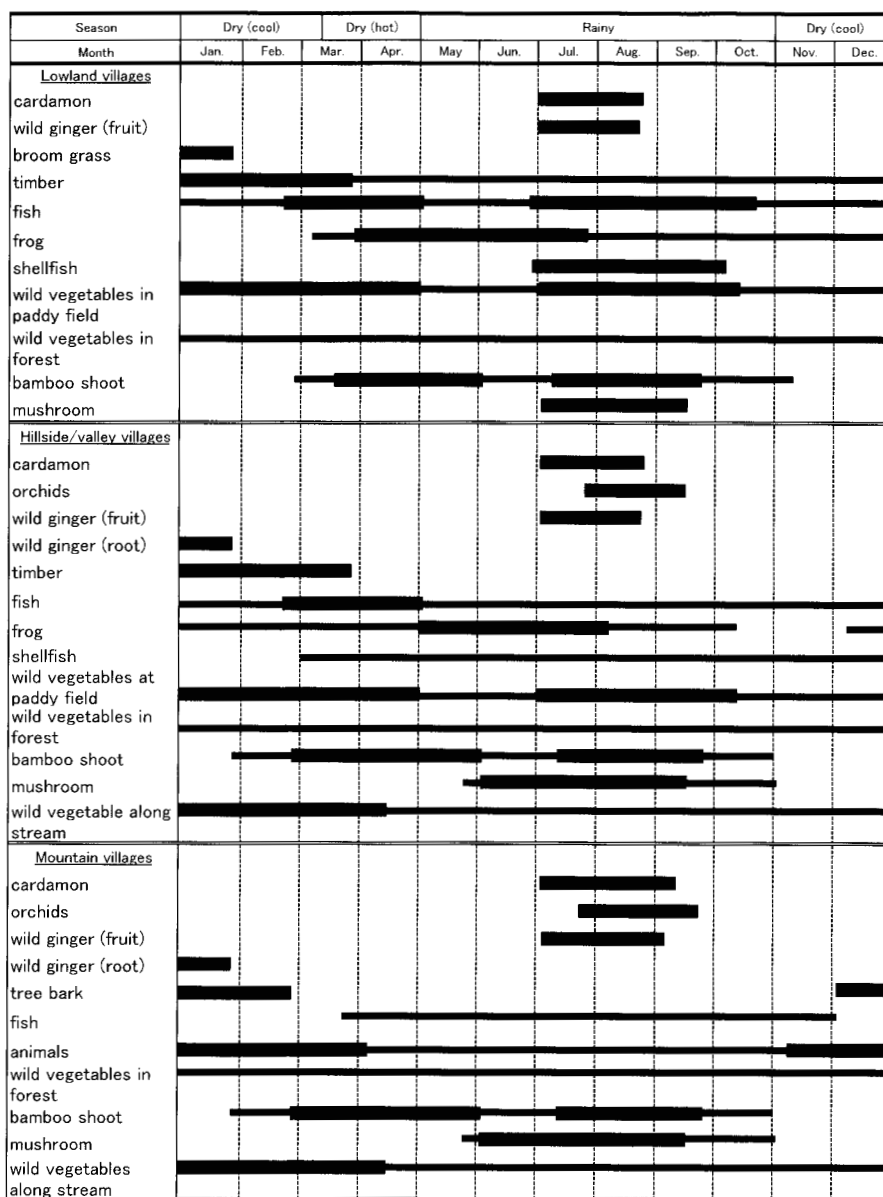 Season Dry (cool) Dry (hot) Rainy Dry (cool)
Month Jan. Feb. Mar. Apr. May Jun. Jul. Aug. Sep. Oct. Nov. Dec.
Lowland villages
cardamon
wild ginger (fruit)
broom grass
timber
fish
frog
shellfish
wild vegetables in
paddy field
wild vegetables in
forest
bamboo shoot
mushroom
Hillside/valley villages
cardamon
orchids
wild ginger (fruit)
wild ginger (root)
timber
fish
frog
shellfish
wild vegetables at
paddy field
wild vegetables in
forest
bamboo shoot
mushroom
wild vegetable along
stream
Mountain villages
cardamon
orchids
wild ginger (fruit)
wild ginger (root)
tree bark
fish
animals
wild vegetables in
forest
bamboo shoot
mushroom
wild vegetables
along stream